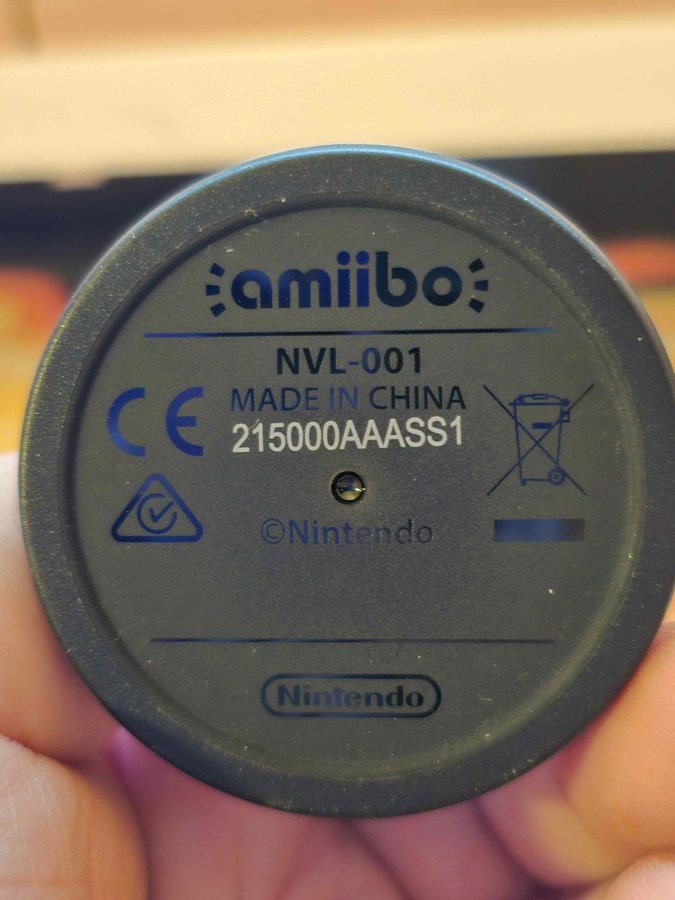 amiibo
NVL-001
MADE IN CHINA
CE
215000AAASS1
©Nintendo
Nintendo